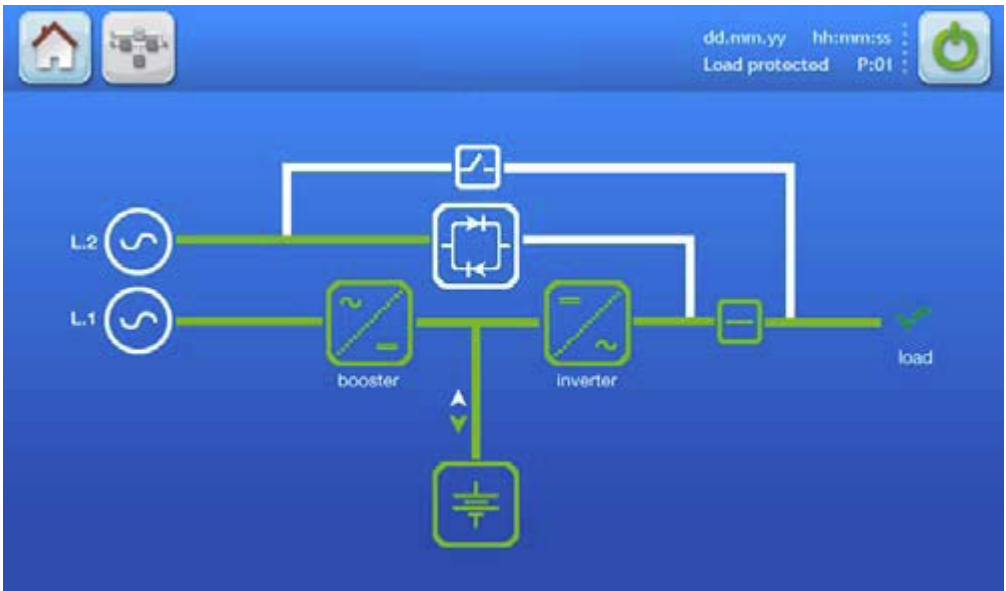 dd.mm.yy hh:mm:ss
Load protected P:01
L.2
L.1
booster
inverter
load